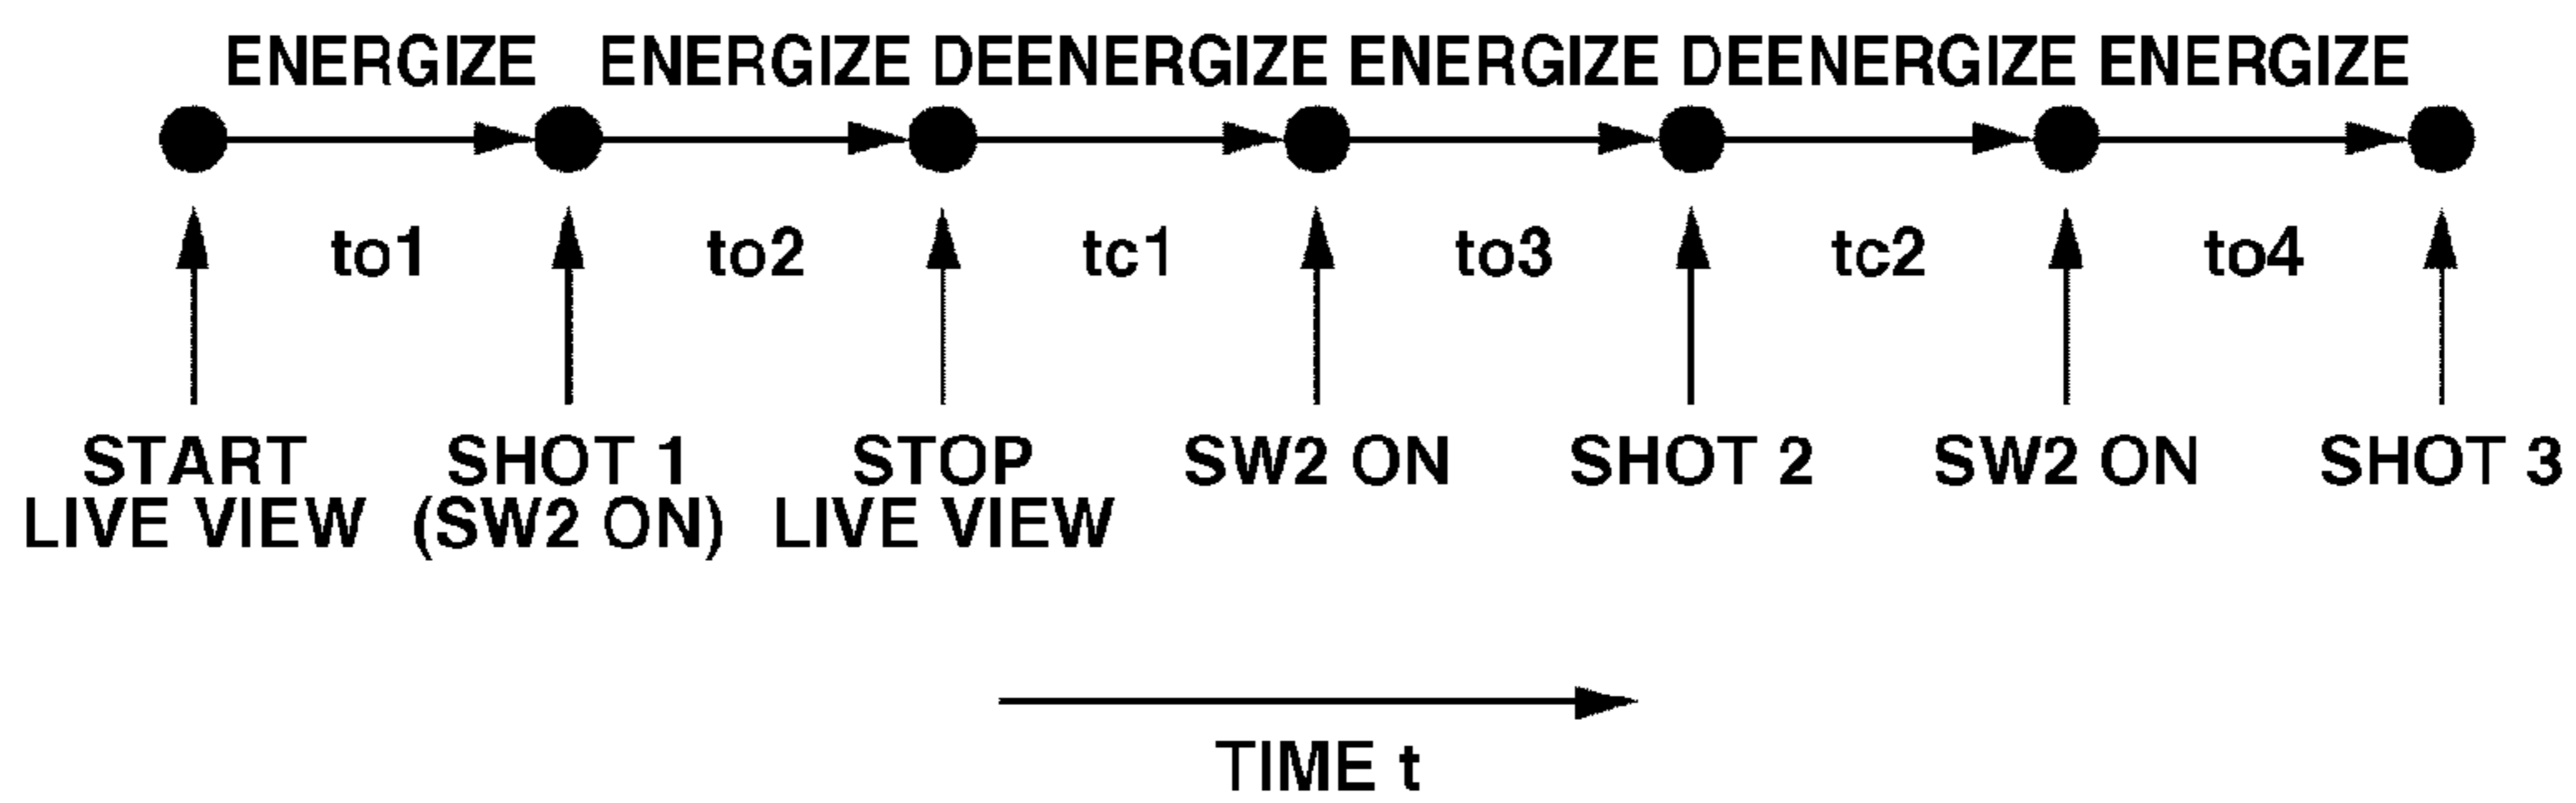 ENERGIZE ENERGIZE DEENERGIZE ENERGIZE DEENERGIZE ENERGIZE
to1 to2 tc1 to3 tc2 to4
START SHOT 1 STOP SW2 ON SHOT 2 SW2 ON SHOT 3
LIVE VIEW (SW2 ON) LIVE VIEW
TIME t